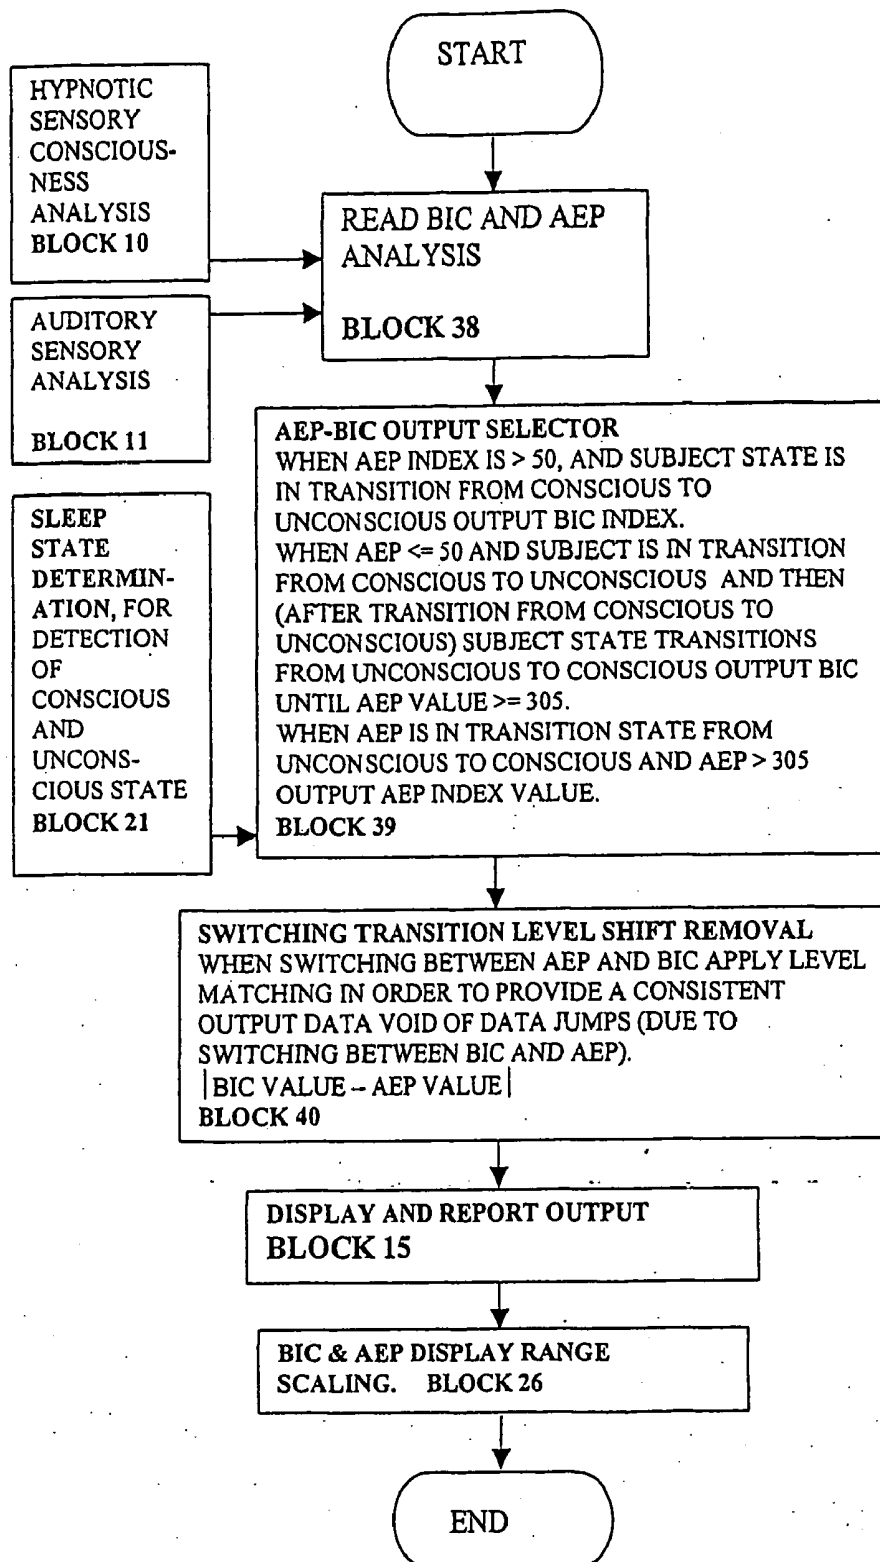 START
HYPNOTIC
SENSORY
CONSCIOUS-
NESS
ANALYSIS
BLOCK 10
READ BIC AND AEP
ANALYSIS
BLOCK 38
AUDITORY
SENSORY
ANALYSIS
BLOCK 11
AEP-BIC OUTPUT SELECTOR
WHEN AEP INDEX IS > 50, AND SUBJECT STATE IS
IN TRANSITION FROM CONSCIOUS TO
UNCONSCIOUS OUTPUT BIC INDEX.
WHEN AEP <= 50 AND SUBJECT IS IN TRANSITION
FROM CONSCIOUS TO UNCONSCIOUS AND THEN
(AFTER TRANSITION FROM CONSCIOUS TO
UNCONSCIOUS) SUBJECT STATE TRANSITIONS
FROM UNCONSCIOUS TO CONSCIOUS OUTPUT BIC
UNTIL AEP VALUE >= 305.
WHEN AEP IS IN TRANSITION STATE FROM
UNCONSCIOUS TO CONSCIOUS AND AEP > 305
OUTPUT AEP INDEX VALUE.
BLOCK 39
SLEEP
STATE
DETERMIN-
ATION, FOR
DETECTION
OF
CONSCIOUS
AND
UNCONS-
CIOUS STATE
BLOCK 21
SWITCHING TRANSITION LEVEL SHIFT REMOVAL
WHEN SWITCHING BETWEEN AEP AND BIC APPLY LEVEL
MATCHING IN ORDER TO PROVIDE A CONSISTENT
OUTPUT DATA VOID OF DATA JUMPS (DUE TO
SWITCHING BETWEEN BIC AND AEP).
|BIC VALUE – AEP VALUE|
BLOCK 40
DISPLAY AND REPORT OUTPUT
BLOCK 15
BIC & AEP DISPLAY RANGE
SCALING. BLOCK 26
END